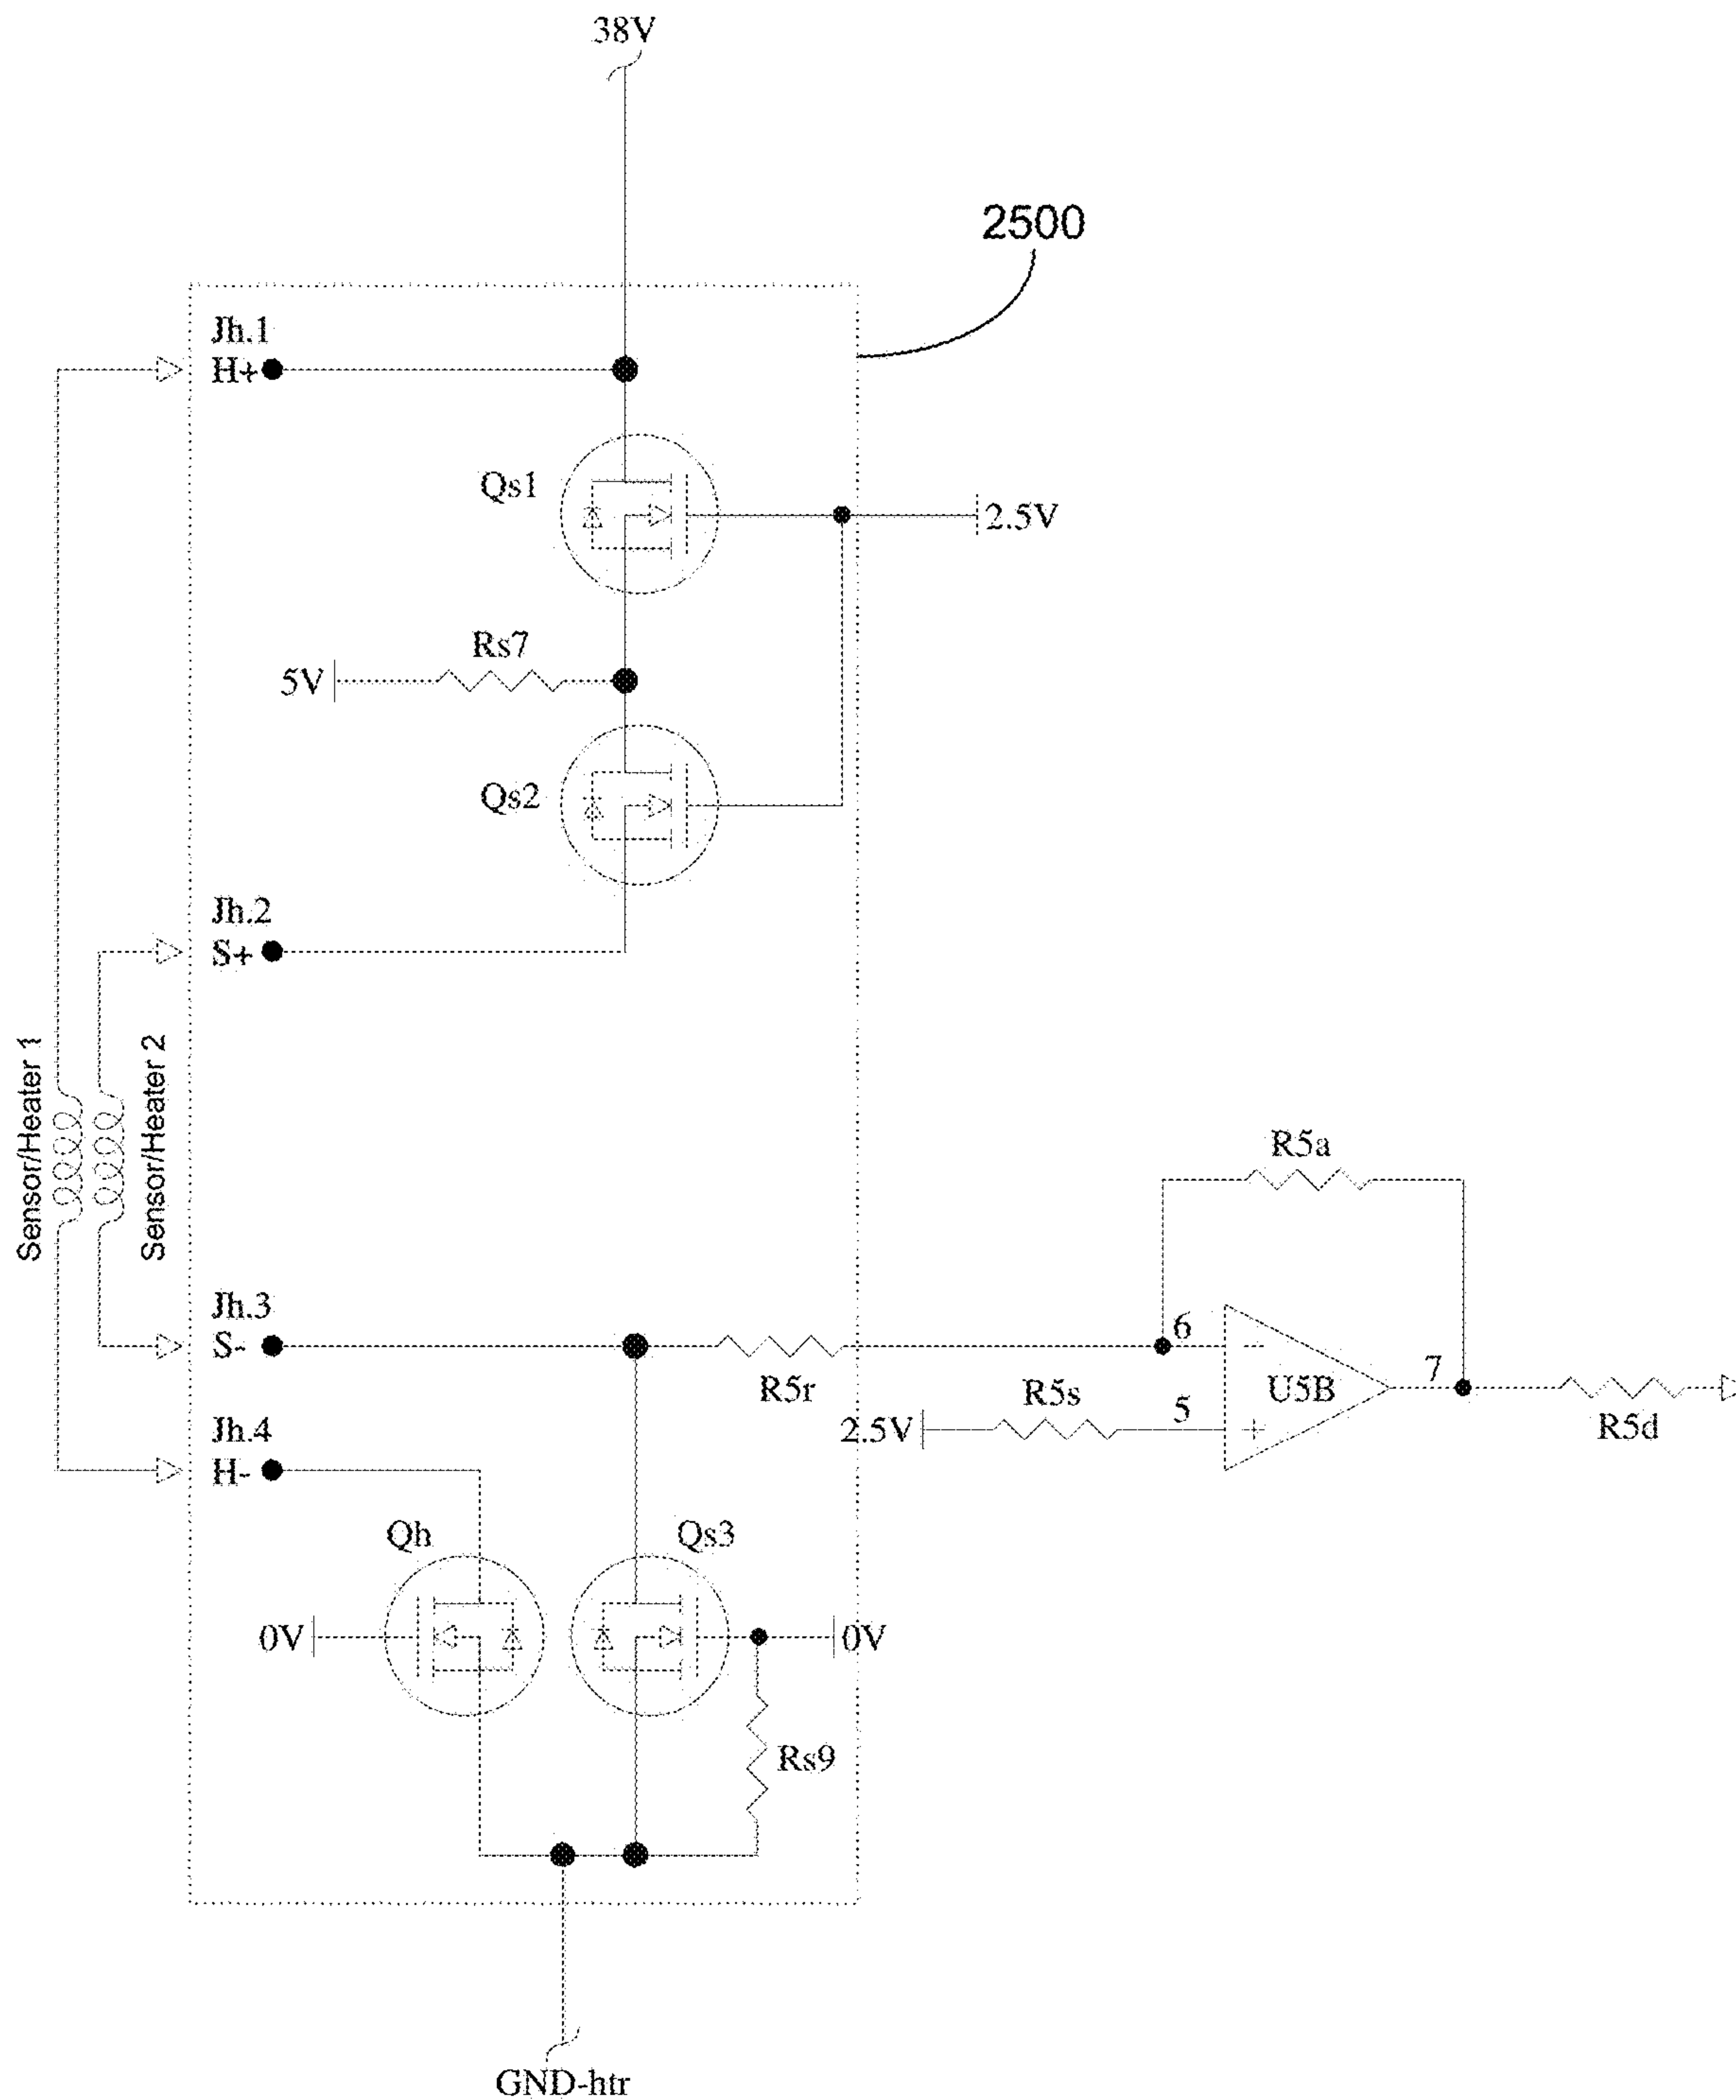 38V
2500
Jh.1
H+
Qs1
2.5V
Rs7
5V
Qs2
Jh.2
S+
Sensor/Heater 1
Sensor/Heater 2
R5a
Jh.3
S-
6
-
R5r
U5B
7
R5s
5
2.5V
+
R5d
Jh.4
H-
Qh
Qs3
0V
0V
Rs9
GND-htr